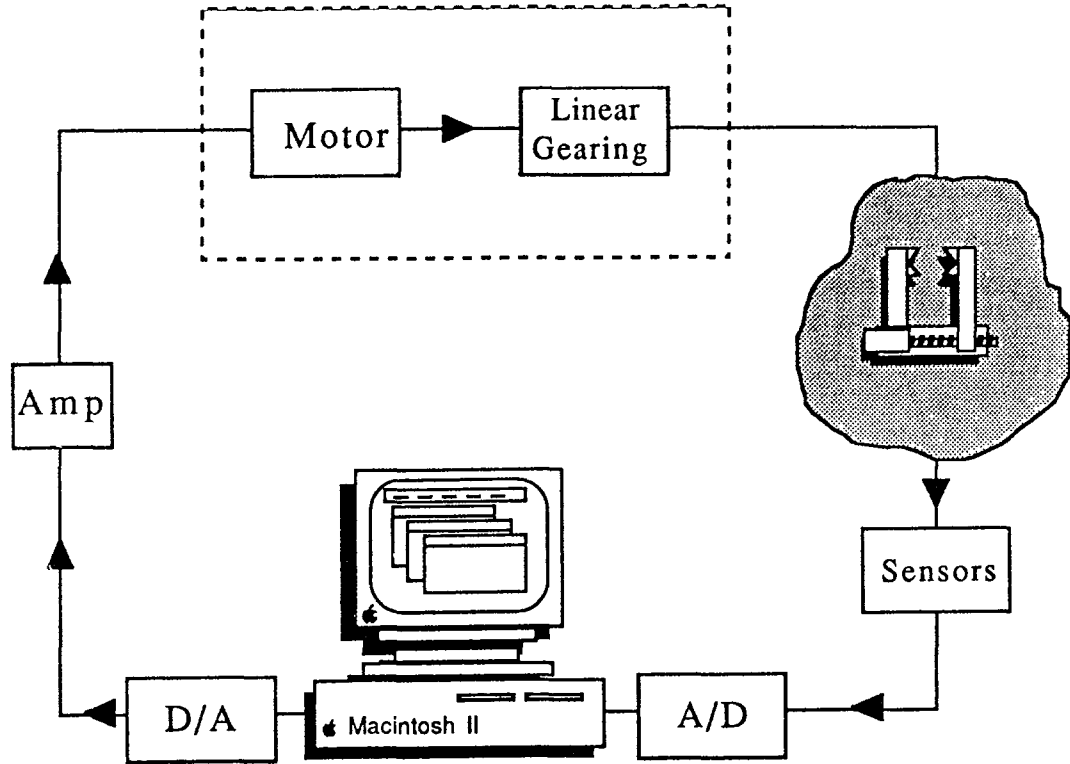 Motor
Linear
Gearing
Amp
Sensors
D/A
Macintosh II
A/D